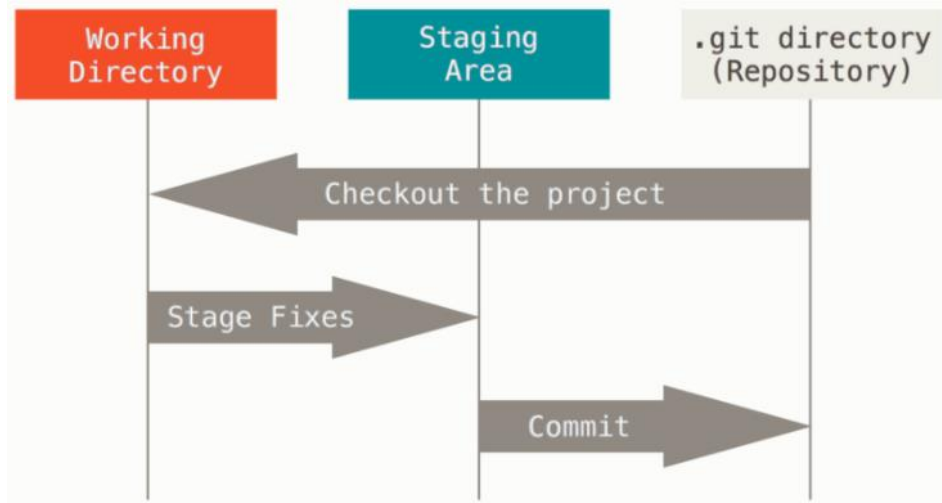 Working
Directory
Staging
Area
.git directory
(Repository)
Checkout the project
Stage Fixes
Commit